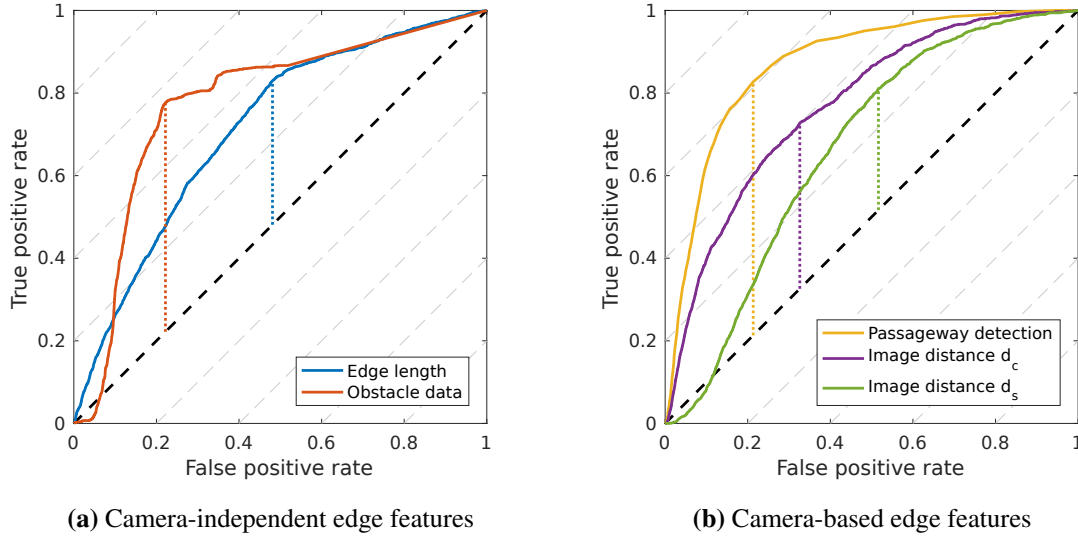 1
0.8
0.6
0.4
0.2
0
0
0.2
0.4
0.6
0.8
1
True positive rate
False positive rate
Edge length
Obstacle data
(a) Camera-independent edge features
1
0.8
0.6
0.4
0.2
0
0
0.2
0.4
0.6
0.8
1
True positive rate
False positive rate
Passageway detection
Image distance d_c
Image distance d_s
(b) Camera-based edge features